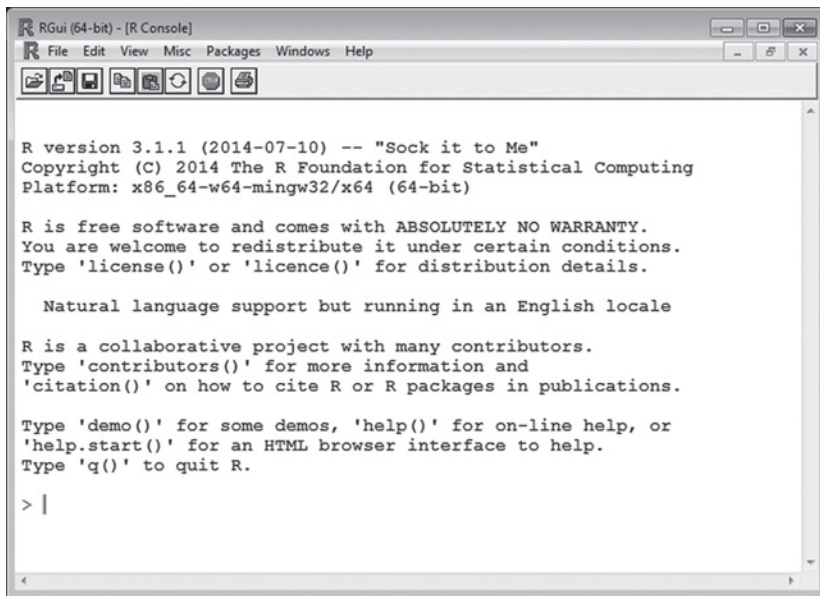 RGui (64-bit) - [R Console]
File Edit View Misc Packages Windows Help
R version 3.1.1 (2014-07-10) -- "Sock it to Me"
Copyright (C) 2014 The R Foundation for Statistical Computing
Platform: x86_64-w64-mingw32/x64 (64-bit)
R is free software and comes with ABSOLUTELY NO WARRANTY.
You are welcome to redistribute it under certain conditions.
Type 'license()' or 'licence()' for distribution details.
Natural language support but running in an English locale
R is a collaborative project with many contributors.
Type 'contributors()' for more information and
'citation()' on how to cite R or R packages in publications.
Type 'demo()' for some demos, 'help()' for on-line help, or
'help.start()' for an HTML browser interface to help.
Type 'q()' to quit R.
>